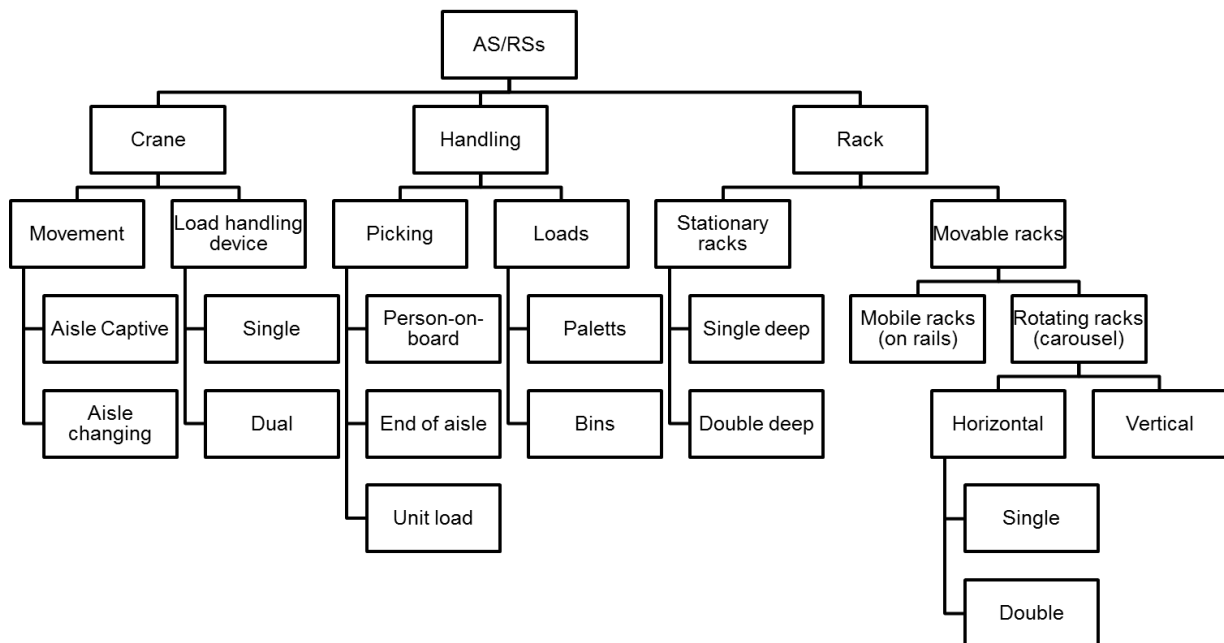 AS/RSs
Crane
Handling
Rack
Movement
Load handling
device
Picking
Loads
Stationary
racks
Movable racks
Aisle Captive
Single
Person-on-
board
Paletts
Single deep
Mobile racks
(on rails)
Rotating racks
(carousel)
Aisle
changing
Dual
End of aisle
Bins
Double deep
Horizontal
Vertical
Unit load
Single
Double